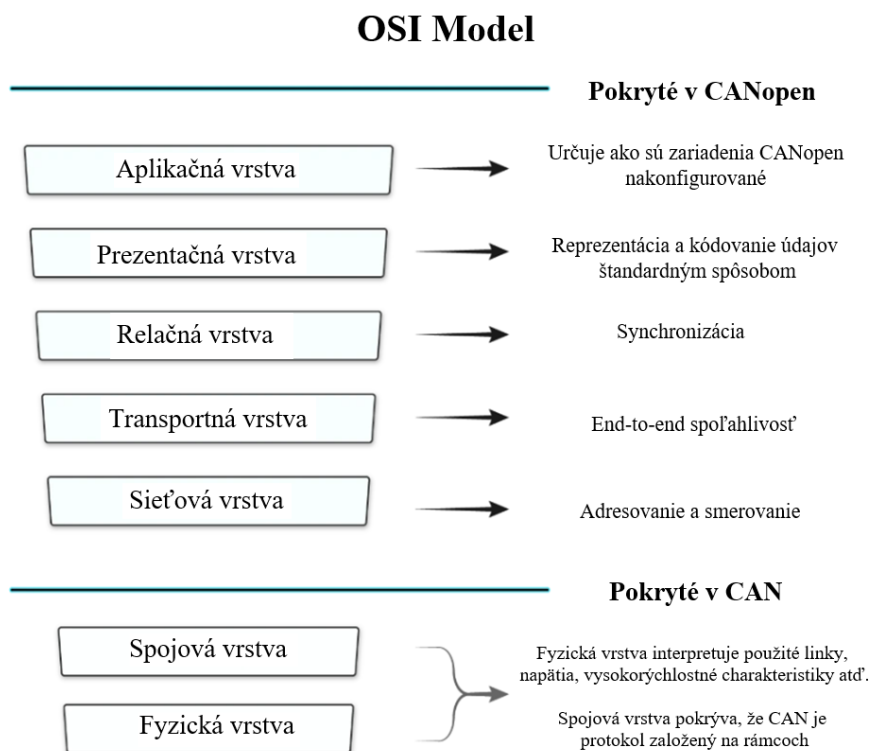 OSI Model
Pokryté v CANopen
Aplikačná vrstva
Určuje ako sú zariadenia CANopen
nakonfigurované
Prezentačná vrstva
Reprezentácia a kódovanie údajov
štandardným spôsobom
Relačná vrstva
Synchronizácia
Transportná vrstva
End-to-end spoľahlivosť
Sieťová vrstva
Adresovanie a smerovanie
Pokryté v CAN
Spojová vrstva
Fyzická vrstva interpretuje použité linky,
napätia, vysokorýchlostné charakteristiky atď.
Fyzická vrstva
Spojová vrstva pokrýva, že CAN je
protokol založený na rámcoch